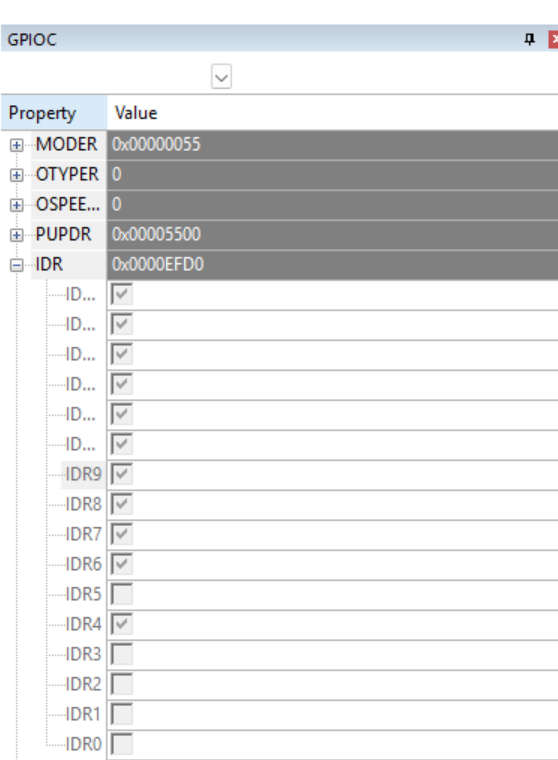 GPIOC
Property Value
MODER 0x00000055
OTYPER 0
OSPEE... 0
PUPDR 0x00005500
IDR 0x0000EFD0
ID...
ID...
ID...
ID...
ID...
ID...
IDR9
IDR8
IDR7
IDR6
IDR5
IDR4
IDR3
IDR2
IDR1
IDR0